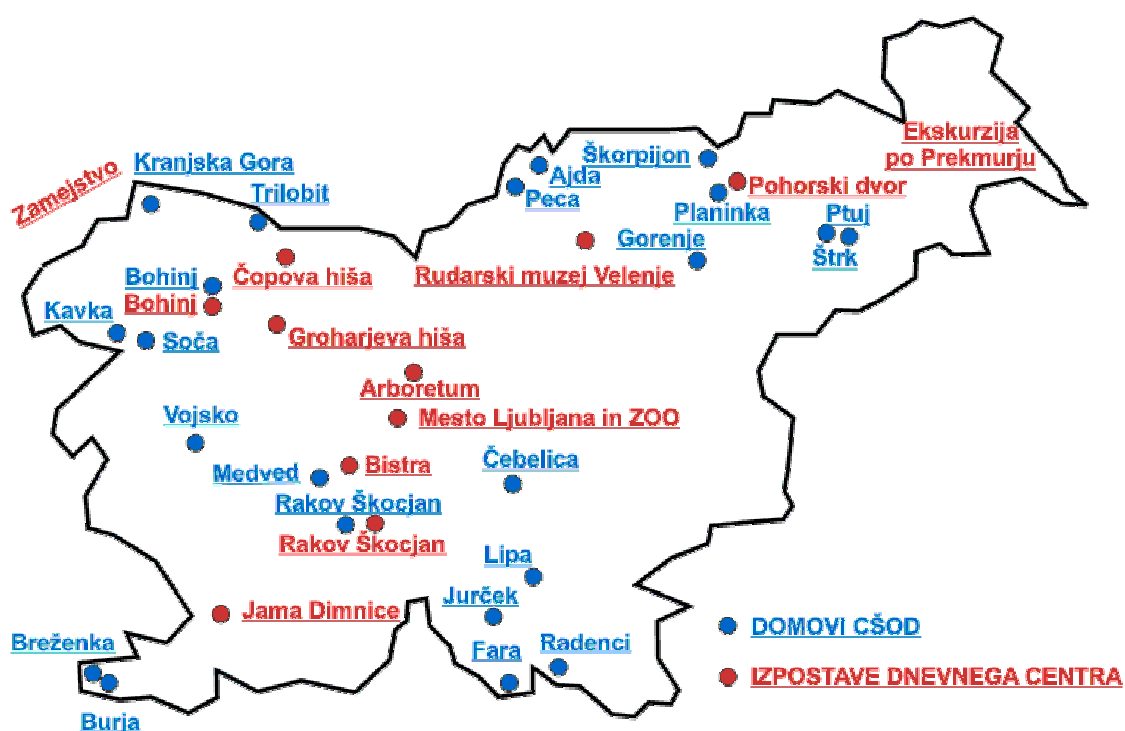 Ekskurzija
po Prekmurju
Škorpijon
Kranjska Gora
Zamejstvo
Ajda
Trilobit
Peca
Pohorski dvor
Planinka
Ptuj
Gorenje
Štrk
Bohinj
Čopova hiša
Rudarski muzej Velenje
Bohinj
Kavka
Soča
Groharjeva hiša
Arboretum
Vojsko
Mesto Ljubljana in ZOO
Čebelica
Bistra
Medved
Rakov Škocjan
Rakov Škocjan
Lipa
Jurček
Jama Dimnice
DOMOVI CŠOD
Breženka
Fara
Radenci
IZPOSTAVE DNEVNEGA CENTRA
Burja